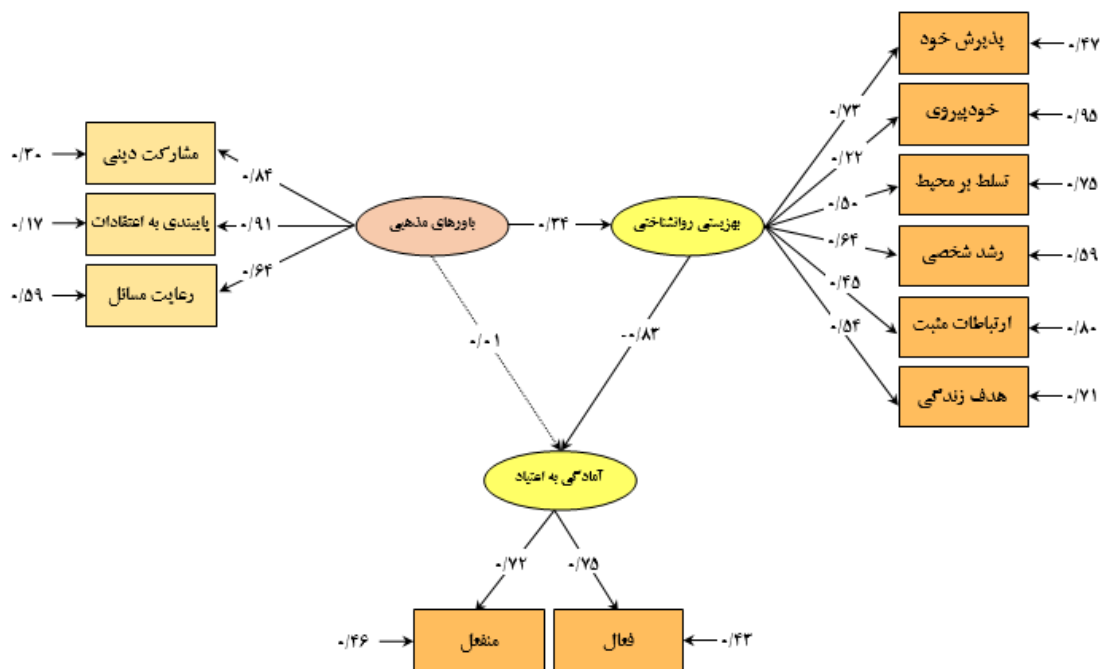 پذیرش خود
۰/۴۷
۰/۷۳
خودپیروی
۰/۹۵
۰/۲۲
مشارکت دینی
۰/۳۰
۰/۸۴
تسلط بر محیط
۰/۷۵
۰/۵۰
پایبندی به اعتقادات
۰/۱۷
۰/۹۱
باورهای مذهبی
۰/۳۴
بهزیستی روانشناختی
۰/۶۴
رشد شخصی
۰/۵۹
رعایت مسائل
۰/۵۹
۰/۶۴
۰/۴۵
ارتباطات مثبت
۰/۸۰
۰/۵۴
هدف زندگی
۰/۷۱
۰/۰۱
-۰/۸۳
آمادگی به اعتیاد
۰/۷۲
۰/۷۵
منفعل
۰/۴۶
فعال
۰/۴۳